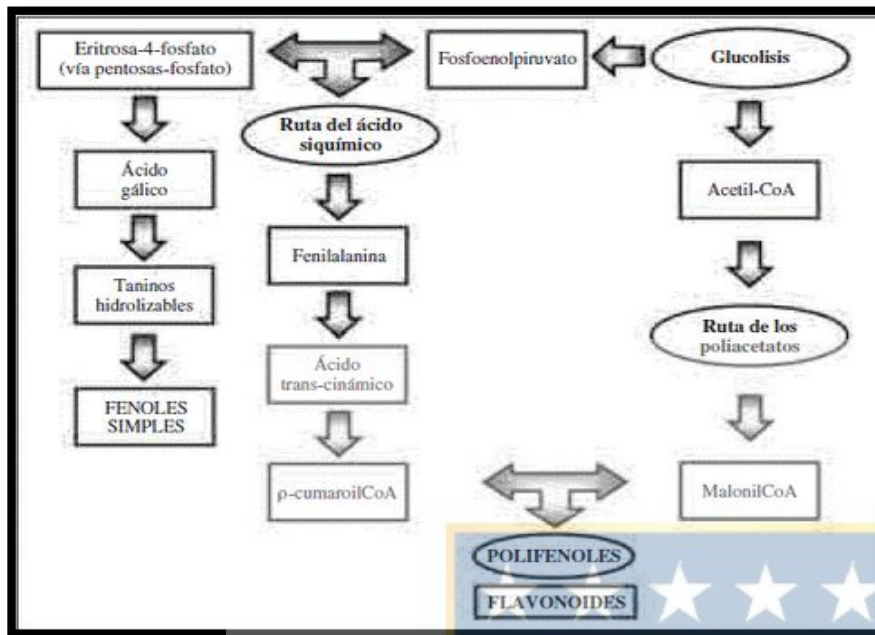 Eritrosa-4-fosfato
(vía pentosas-fosfato)
Fosfoenolpiruvato
Glucolisis
Ruta del ácido
siquímico
Ácido
gálico
Acetil-CoA
Fenilalanina
Taninos
hidrolizables
Ruta de los
poliacetatos
Ácido
trans-cinámico
FENOLES
SIMPLES
ρ-cumaroilCoA
MalonilCoA
POLIFENOLES
FLAVONOIDES